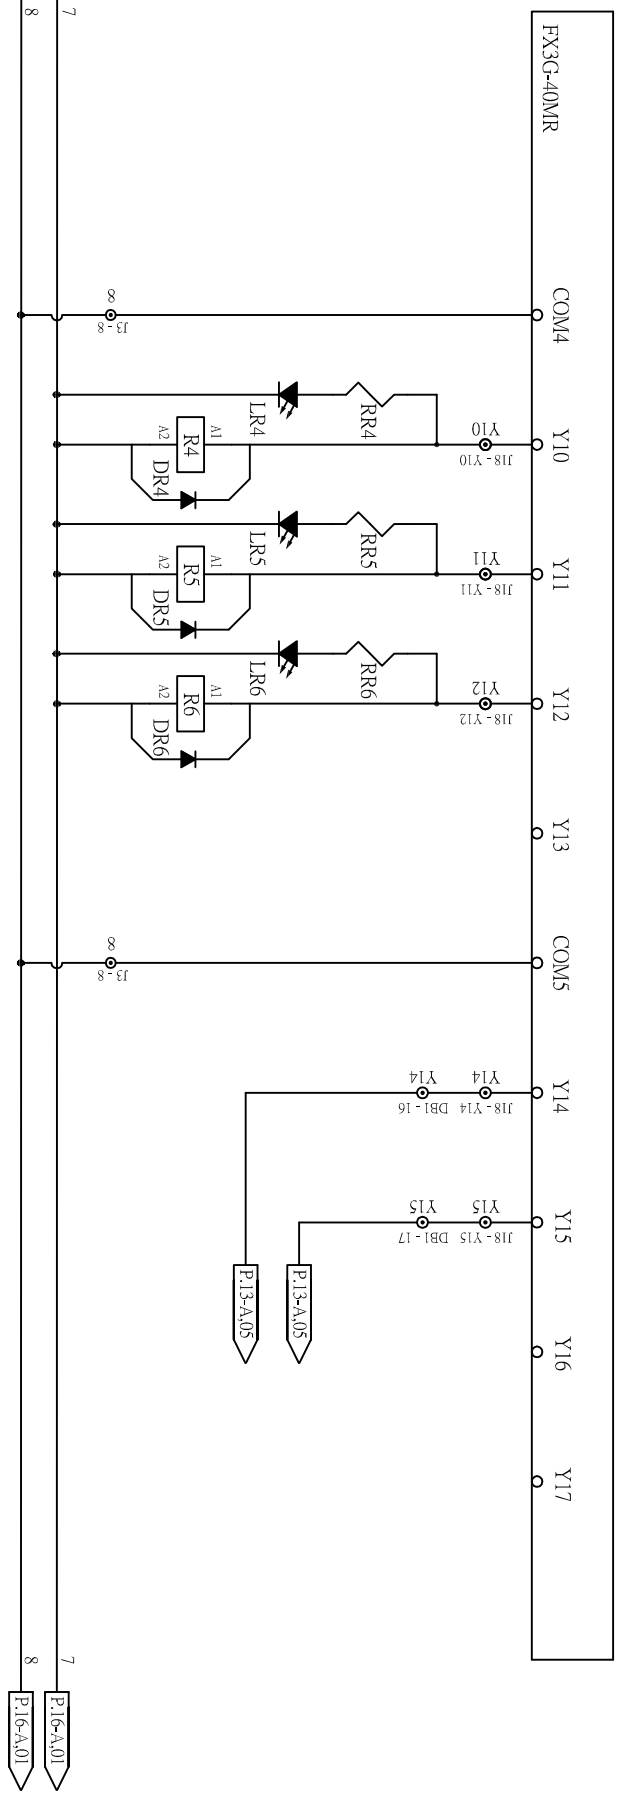 FX3G-40MR
COM4
Y10
Y11
Y12
Y13
COM5
Y14
Y15
Y16
Y17
8
J3 - 8
Y10
J18 - Y10
Y11
J18 - Y11
Y12
J18 - Y12
8
J3 - 8
Y14
J18 - Y14
Y14
DB1 - 16
Y15
J18 - Y15
Y15
DB1 - 17
RR4
LR4
A1
R4
A2
DR4
RR5
LR5
A1
R5
A2
DR5
RR6
LR6
A1
R6
A2
DR6
P.13-A,05
P.13-A,05
7
7
P.16-A,01
8
8
P.16-A,01